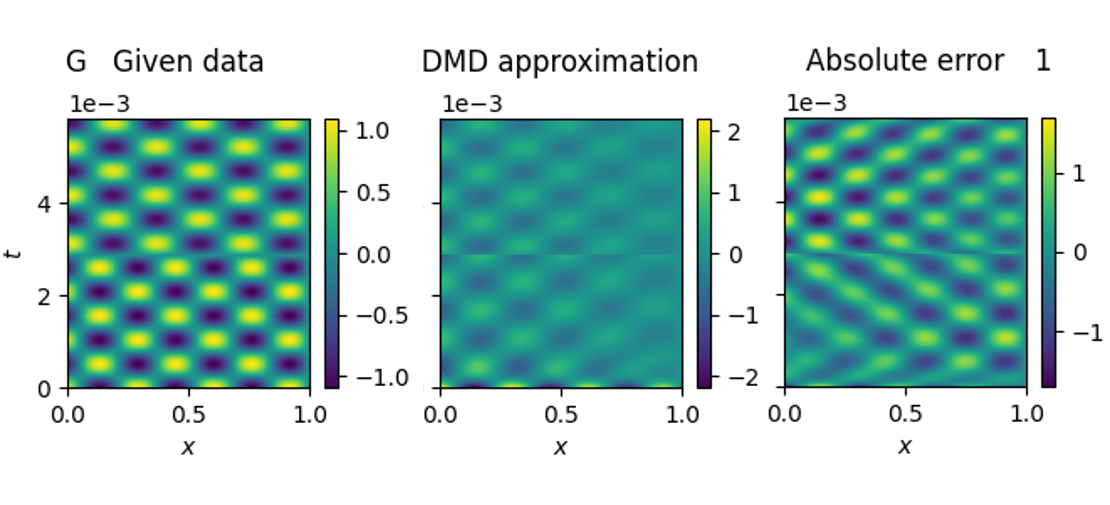 G Given data
DMD approximation
Absolute error 1
1e−3
1e−3
1e−3
t
4
2
0
0.0 0.5 1.0
x
1.0
0.5
0.0
−0.5
−1.0
0.0 0.5 1.0
x
2
1
0
−1
−2
0.0 0.5 1.0
x
1
0
−1